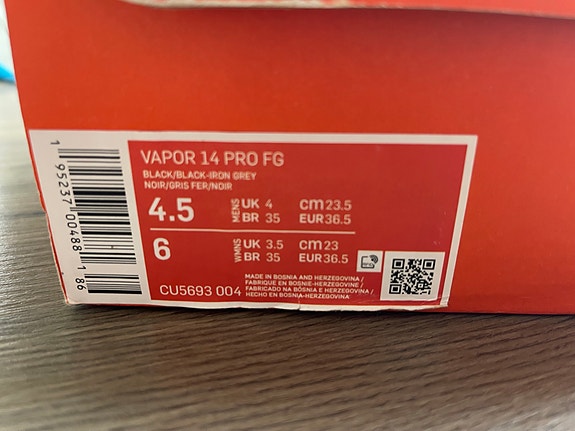 VAPOR 14 PRO FG
BLACK/BLACK-IRON GREY
NOIR/GRIS FER/NOIR
4.5 MENS UK 4 cm 23.5
BR 35 EUR 36.5
6 WMNS UK 3.5 cm 23
BR 35 EUR 36.5
CU5693 004
MADE IN BOSNIA AND HERZEGOVINA/
FABRIQUE EN BOSNIE-HERZEGOVINE/
FABRICADO NA BÓSNIA E HERZEGOVINA/
HECHO EN BOSNIA-HERZEGOVINA
1 95237 00488 1 86